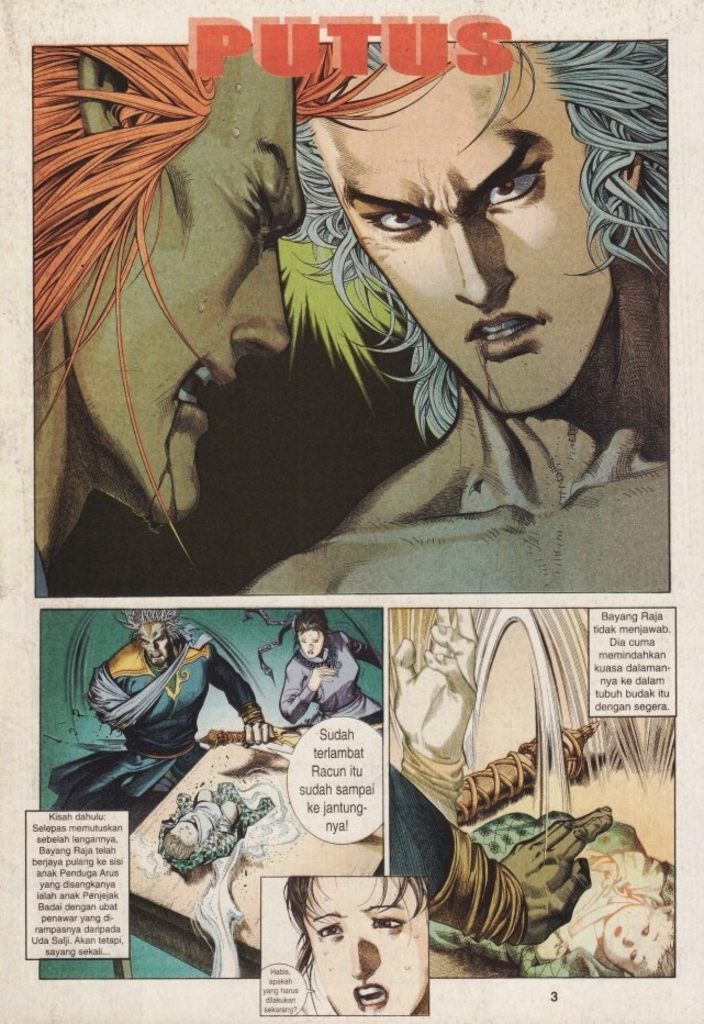 PUTUS
Bayang Raja
tidak menjawab.
Dia cuma
memindahkan
kuasa dalaman-
nya ke dalam
tubuh budak itu
dengan segera.
Sudah
terlambat
Racun itu
sudah sampai
ke jantung-
nya!
Kisah dahulu:
Selepas memutuskan
sebelah lengannya,
Bayang Raja telah
berjaya pulang ke sisi
anak Penduga Arus
yang disangkanya
ialah anak Penjejak
Badai dengan ubat
penawar yang di-
rampasnya daripada
Uda Salji. Akan tetapi,
sayang sekali...
Habis,
apakah
yang harus
dilakukan
sekarang?
3